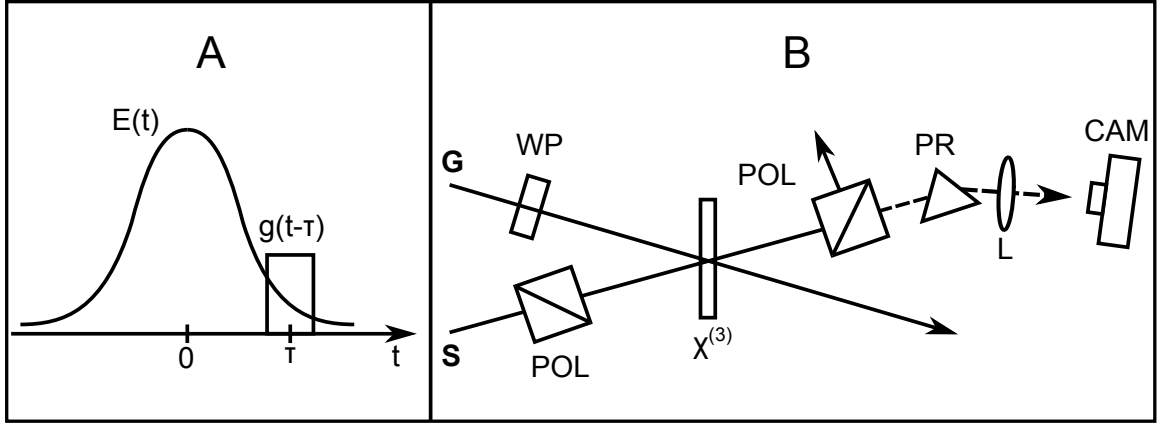 A
E(t)
g(t-τ)
0
τ
t
B
G
WP
S
POL
χ(3)
POL
PR
L
CAM